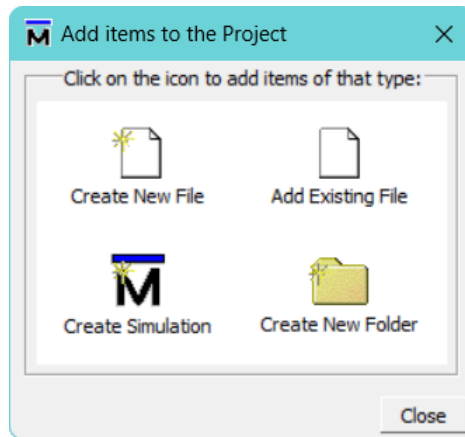 M Add items to the Project
Click on the icon to add items of that type:
Create New File Add Existing File
M
Create Simulation Create New Folder
Close